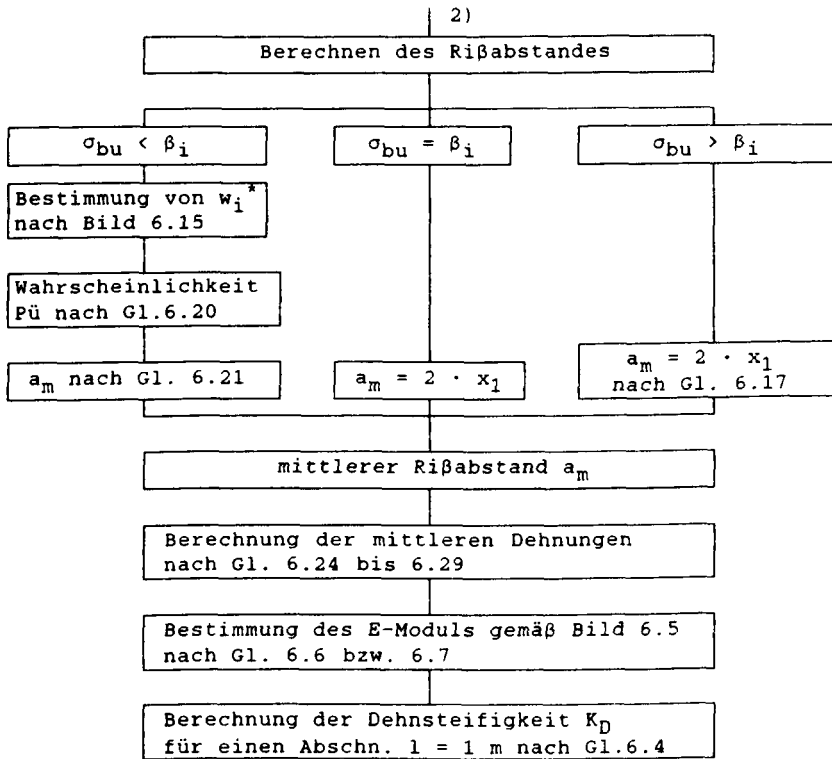 2)
Berechnen des Rißabstandes
σbu < βi
σbu = βi
σbu > βi
Bestimmung von wi*
nach Bild 6.15
Wahrscheinlichkeit
Pü nach Gl.6.20
am nach Gl. 6.21
am = 2 · x1
am = 2 · x1
nach Gl. 6.17
mittlerer Rißabstand am
Berechnung der mittleren Dehnungen
nach Gl. 6.24 bis 6.29
Bestimmung des E-Moduls gemäß Bild 6.5
nach Gl. 6.6 bzw. 6.7
Berechnung der Dehnsteifigkeit KD
für einen Abschn. l = 1 m nach Gl.6.4